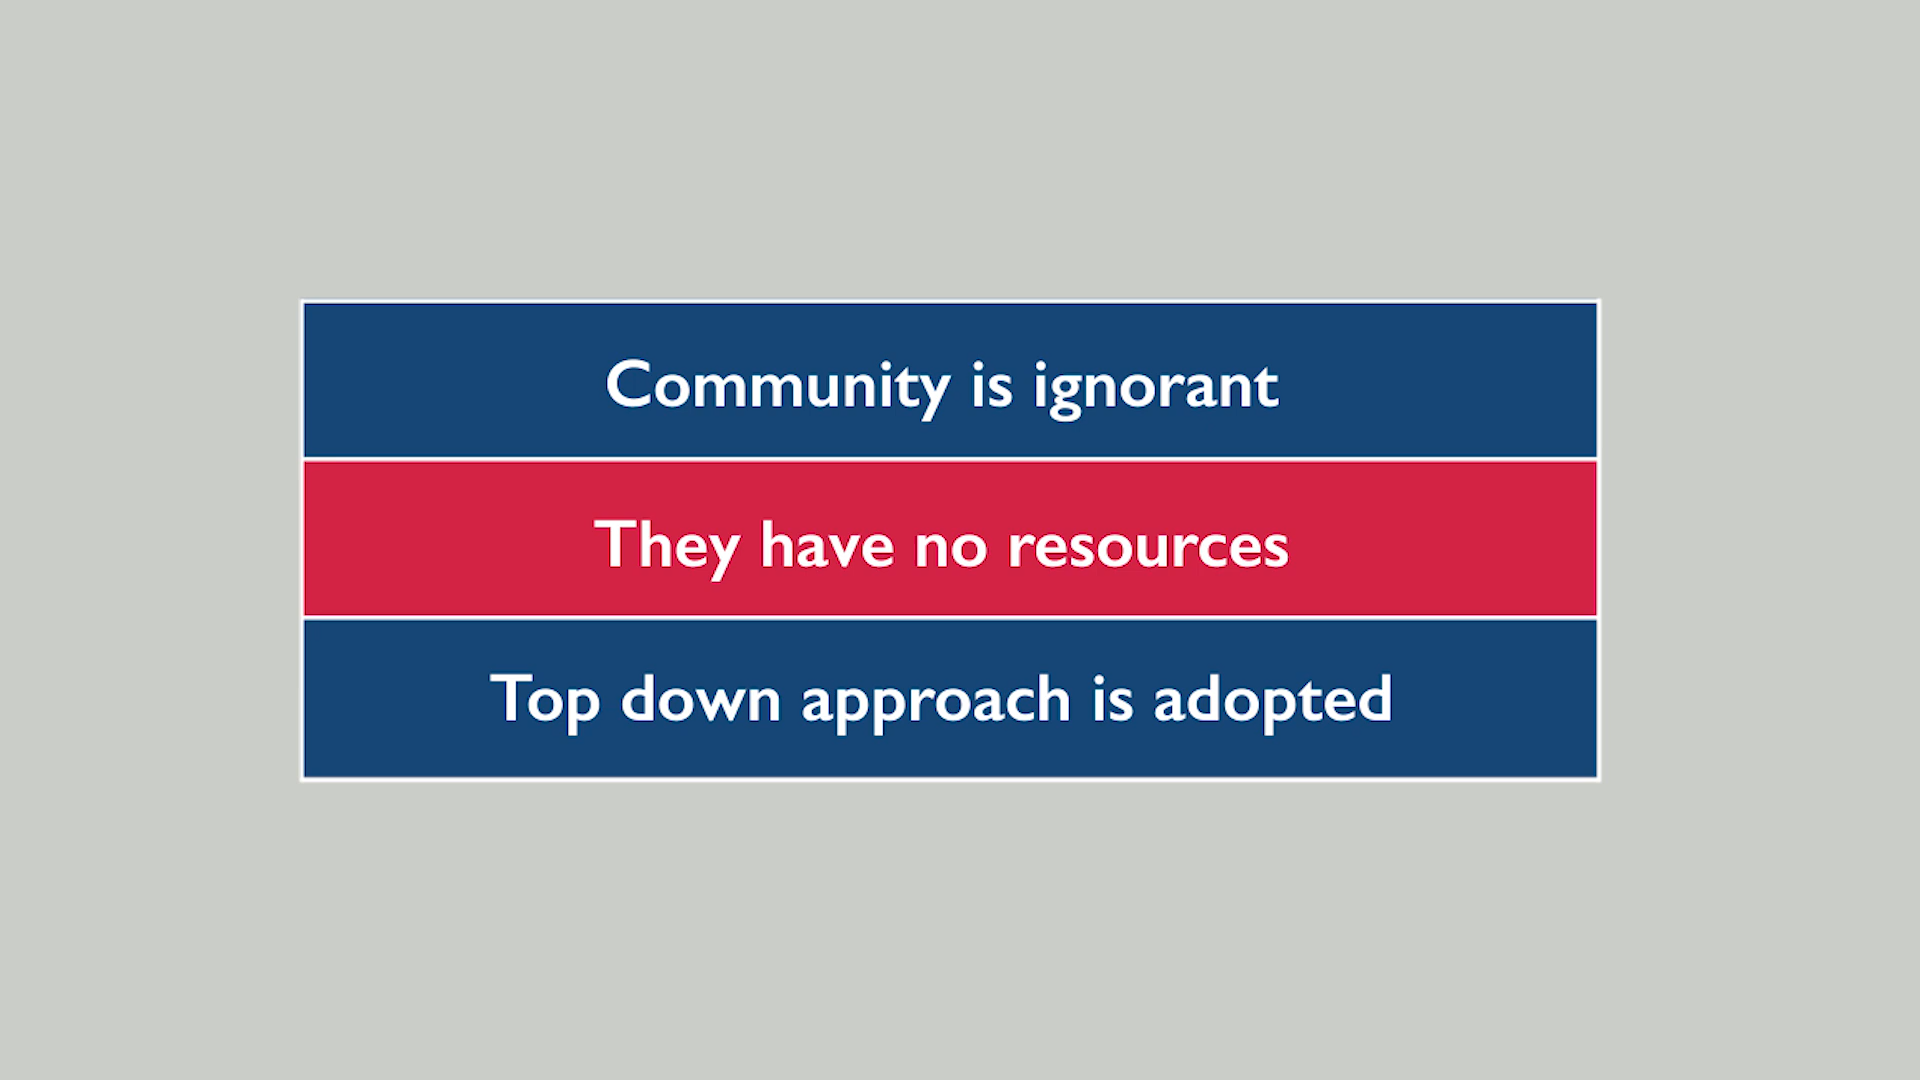 Community is ignorant
They have no resources
Top down approach is adopted